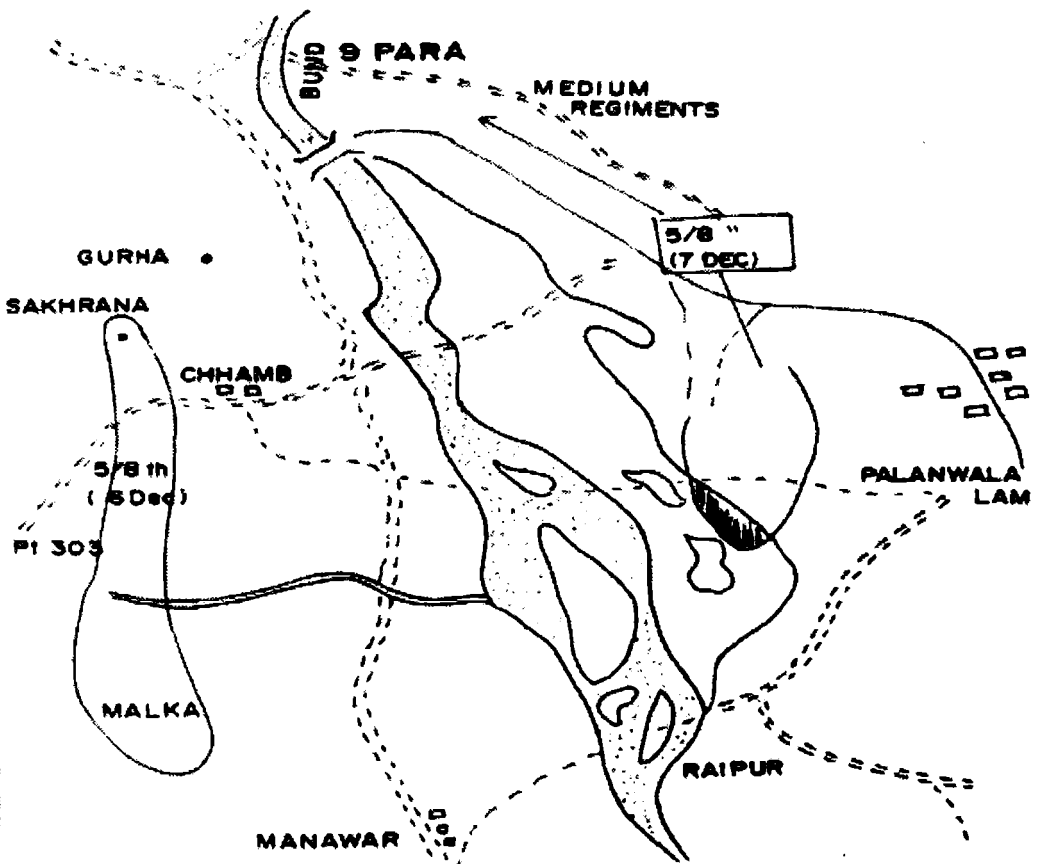 BUND
9 PARA
MEDIUM
REGIMENTS
5/8 "
(7 DEC)
GURHA
SAKHRANA
CHHAMB
5/8 th
(5 Dec)
PALANWALA
LAM
Pt 303
MALKA
RAIPUR
MANAWAR